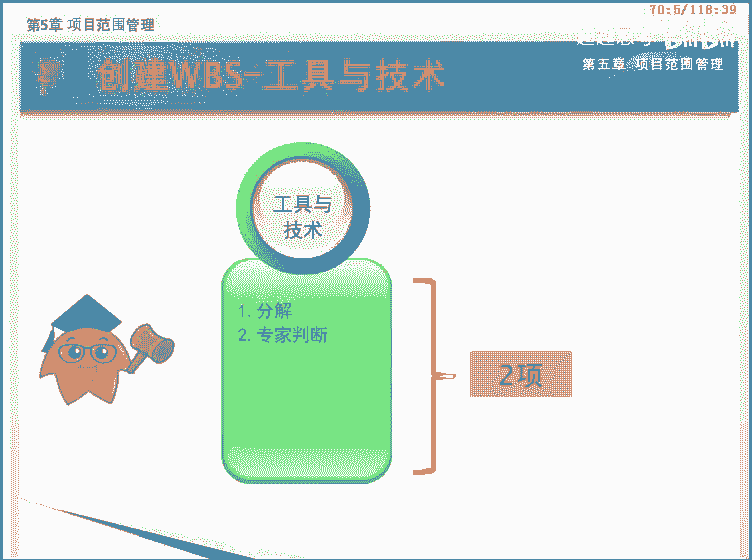 70:5/118:39
第5章 项目范围管理
创建WBS-工具与技术
第五章 项目范围管理
工具与
技术
1. 分解
2. 专家判断
2项